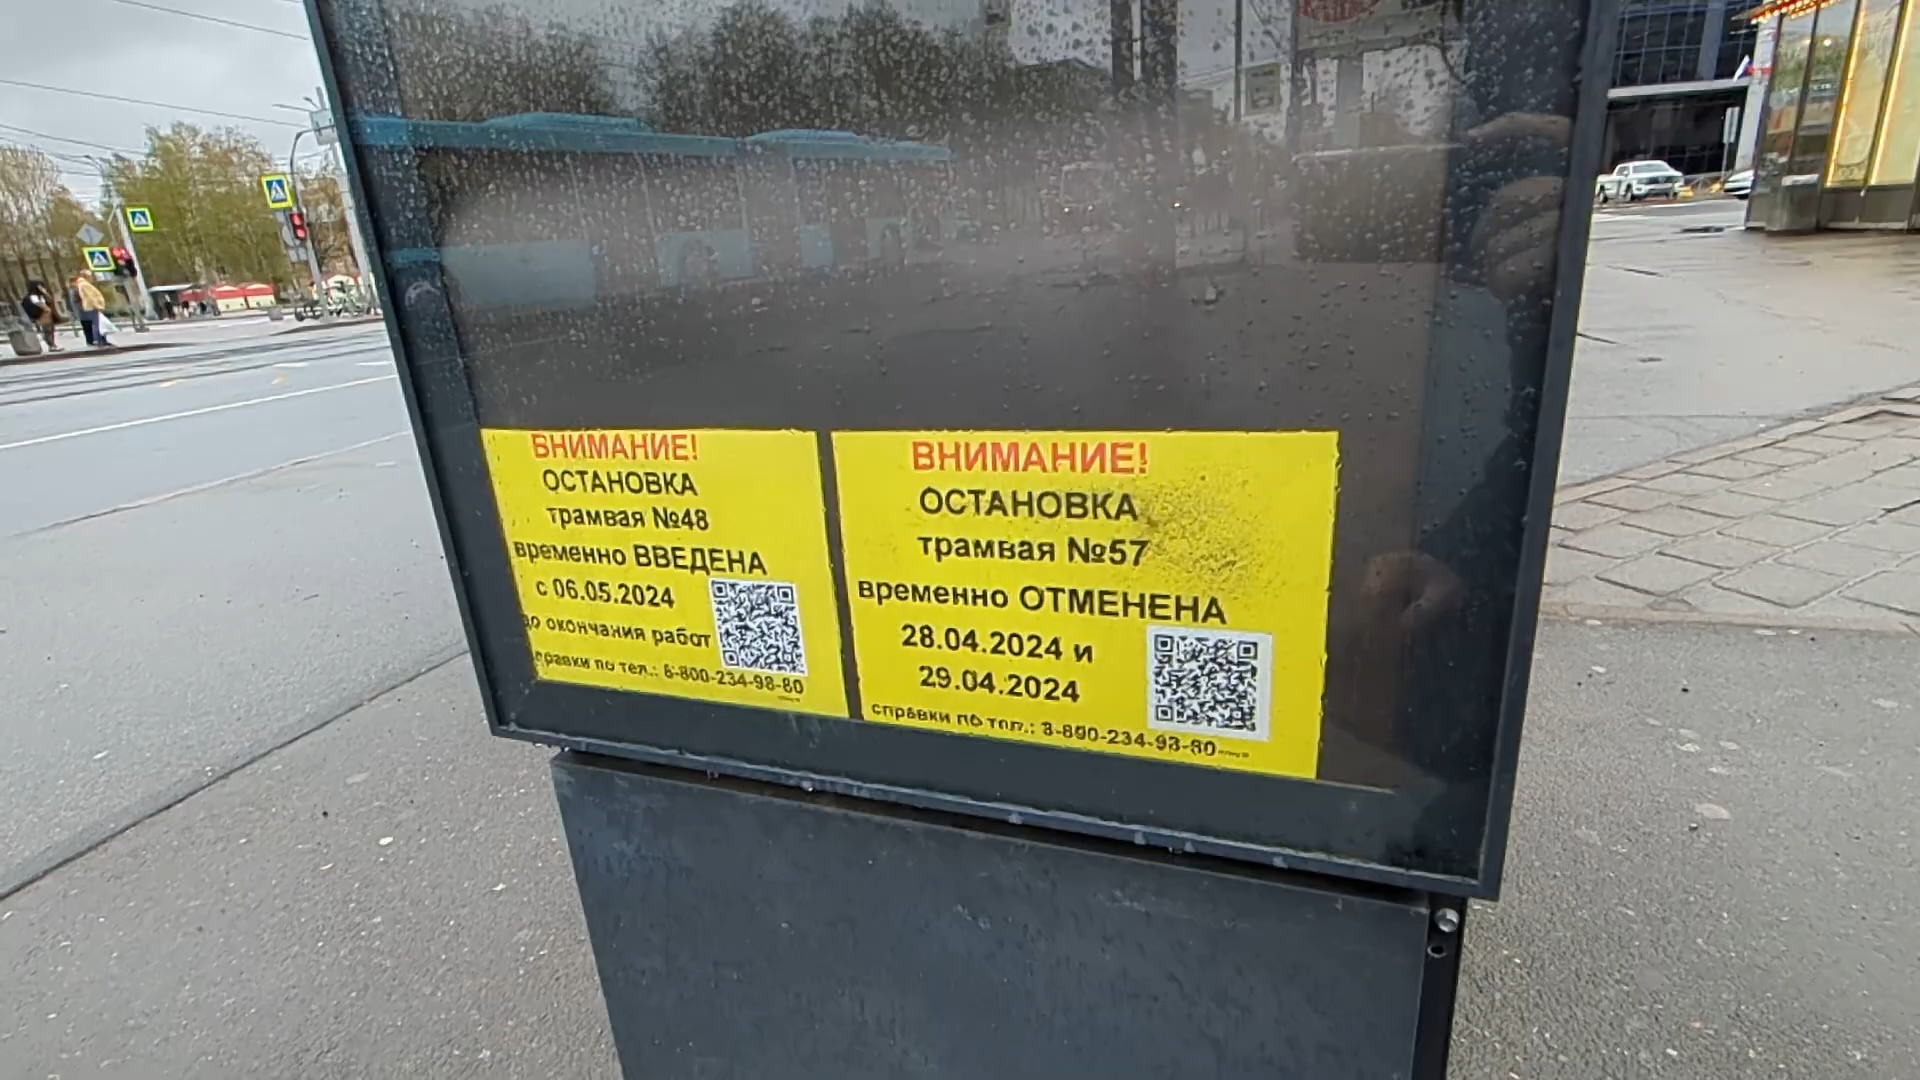 ВНИМАНИЕ!
ОСТАНОВКА
трамвая №48
временно ВВЕДЕНА
с 06.05.2024
до окончания работ
справки по тел.: 8-800-234-98-80
ВНИМАНИЕ!
ОСТАНОВКА
трамвая №57
временно ОТМЕНЕНА
28.04.2024 и
29.04.2024
справки по тел.: 8-800-234-98-80